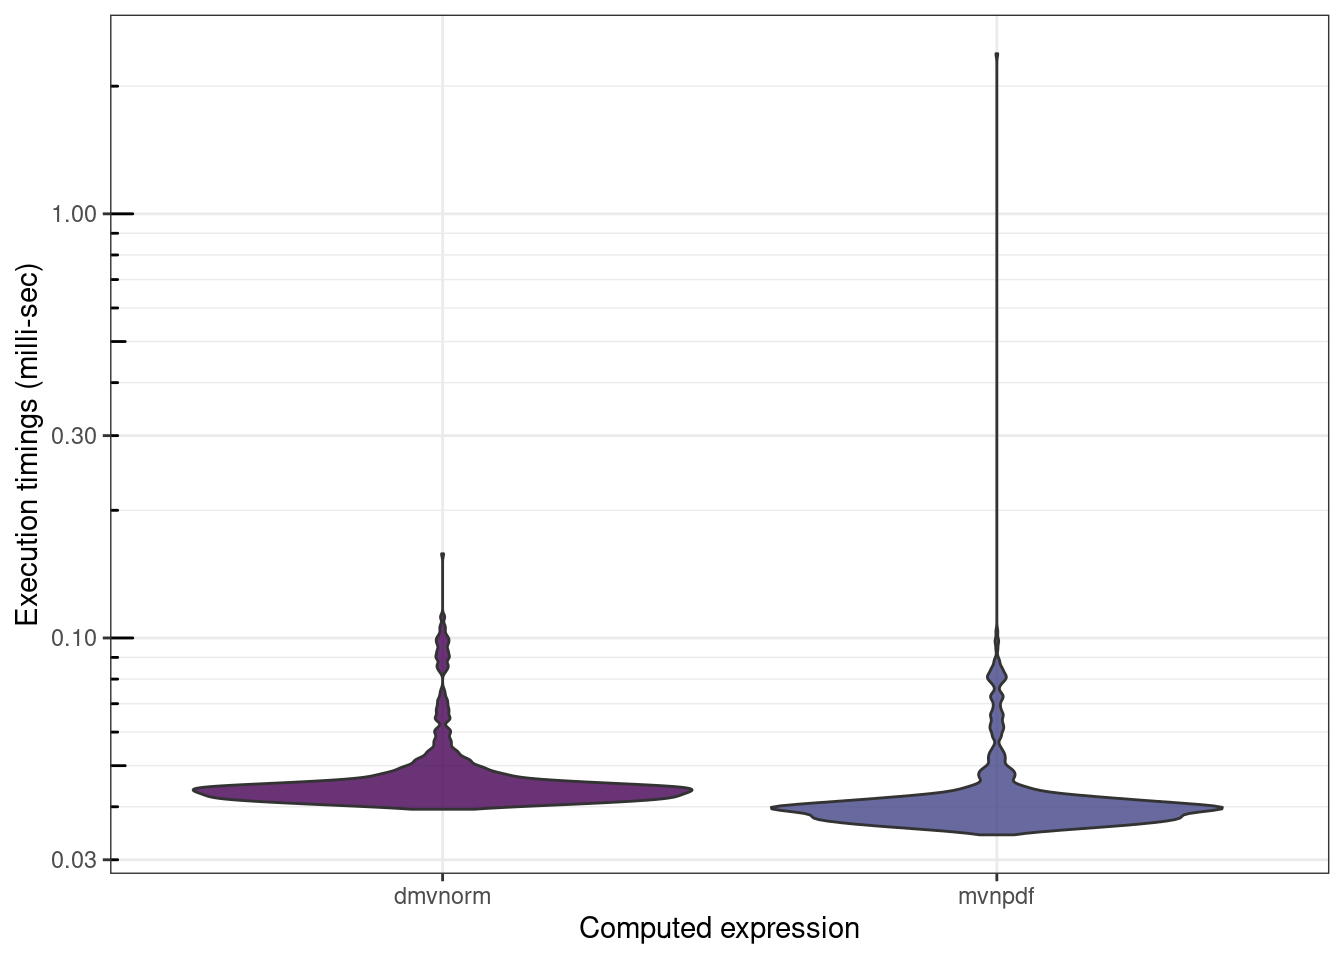 Execution timings (milli-sec)
1.00
0.30
0.10
0.03
dmvnorm
mvnpdf
Computed expression